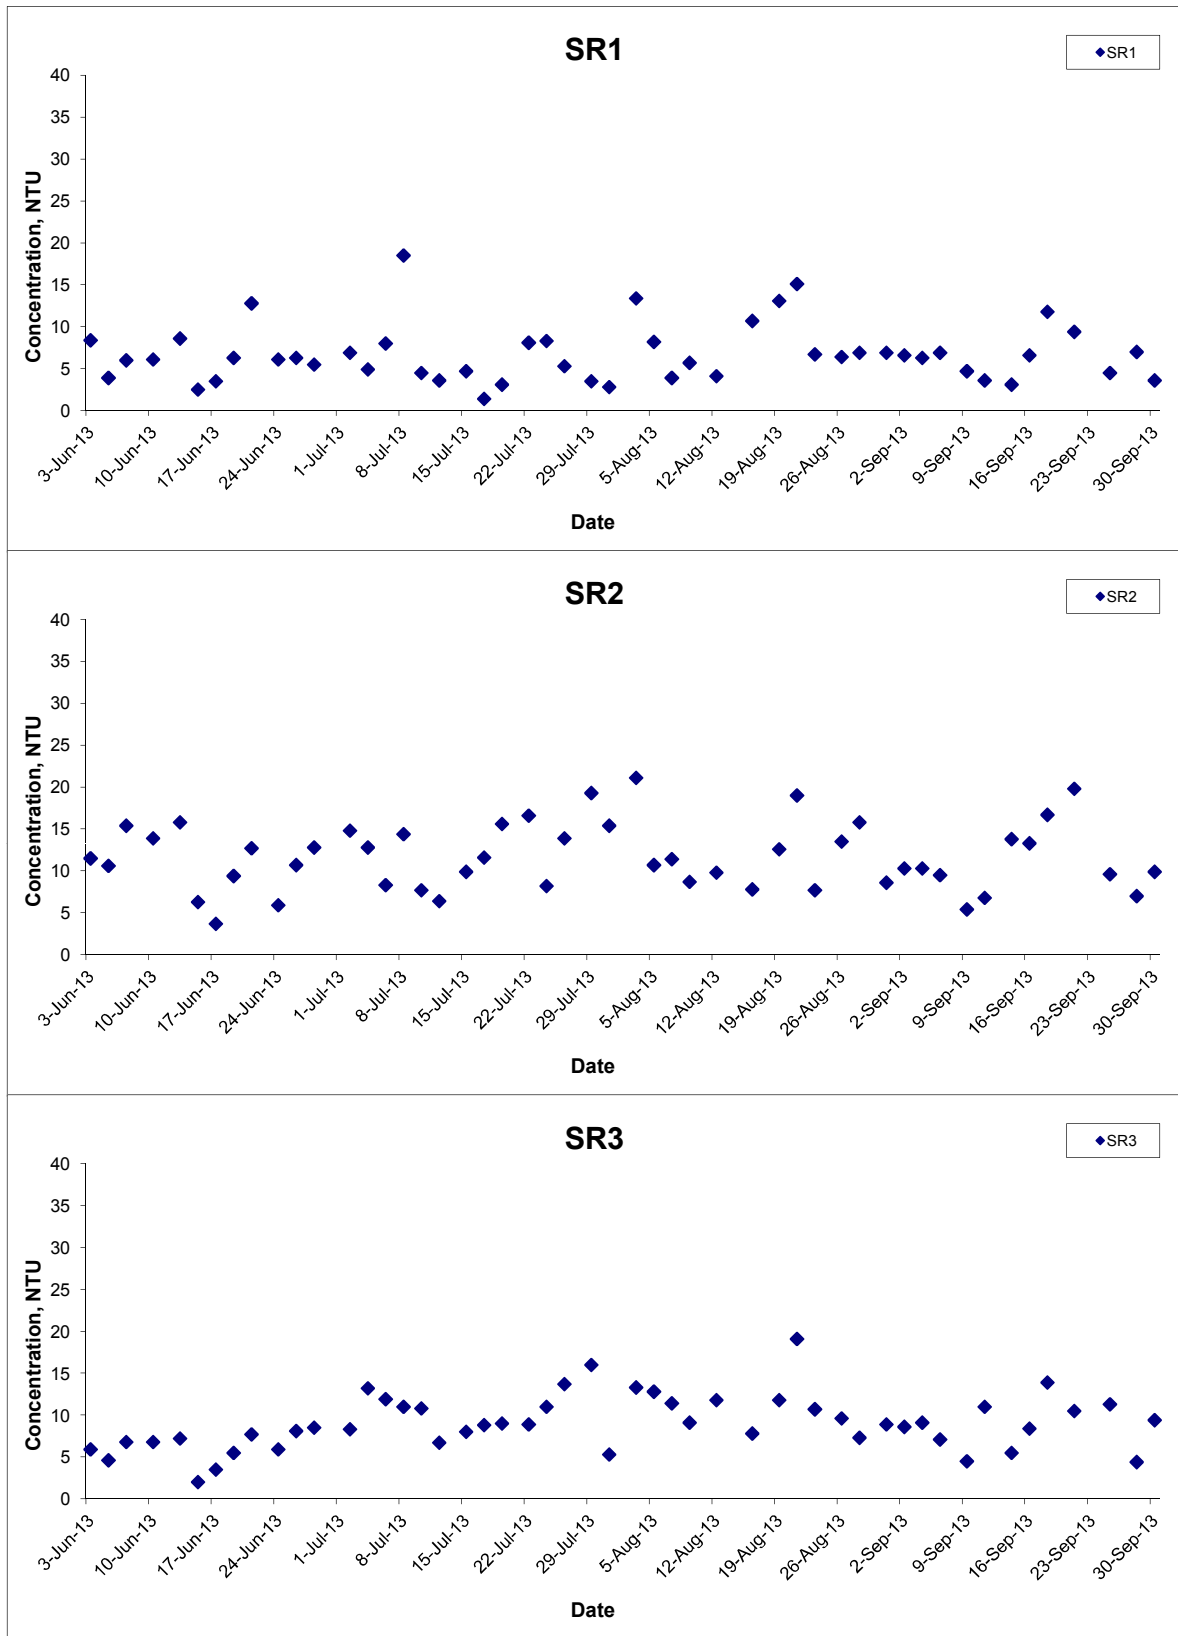 SR1
SR1
40
35
30
25
20
15
10
5
0
Concentration, NTU
3-Jun-13
10-Jun-13
17-Jun-13
24-Jun-13
1-Jul-13
8-Jul-13
15-Jul-13
22-Jul-13
29-Jul-13
5-Aug-13
12-Aug-13
19-Aug-13
26-Aug-13
2-Sep-13
9-Sep-13
16-Sep-13
23-Sep-13
30-Sep-13
Date
SR2
SR2
40
35
30
25
20
15
10
5
0
Concentration, NTU
3-Jun-13
10-Jun-13
17-Jun-13
24-Jun-13
1-Jul-13
8-Jul-13
15-Jul-13
22-Jul-13
29-Jul-13
5-Aug-13
12-Aug-13
19-Aug-13
26-Aug-13
2-Sep-13
9-Sep-13
16-Sep-13
23-Sep-13
30-Sep-13
Date
SR3
SR3
40
35
30
25
20
15
10
5
0
Concentration, NTU
3-Jun-13
10-Jun-13
17-Jun-13
24-Jun-13
1-Jul-13
8-Jul-13
15-Jul-13
22-Jul-13
29-Jul-13
5-Aug-13
12-Aug-13
19-Aug-13
26-Aug-13
2-Sep-13
9-Sep-13
16-Sep-13
23-Sep-13
30-Sep-13
Date